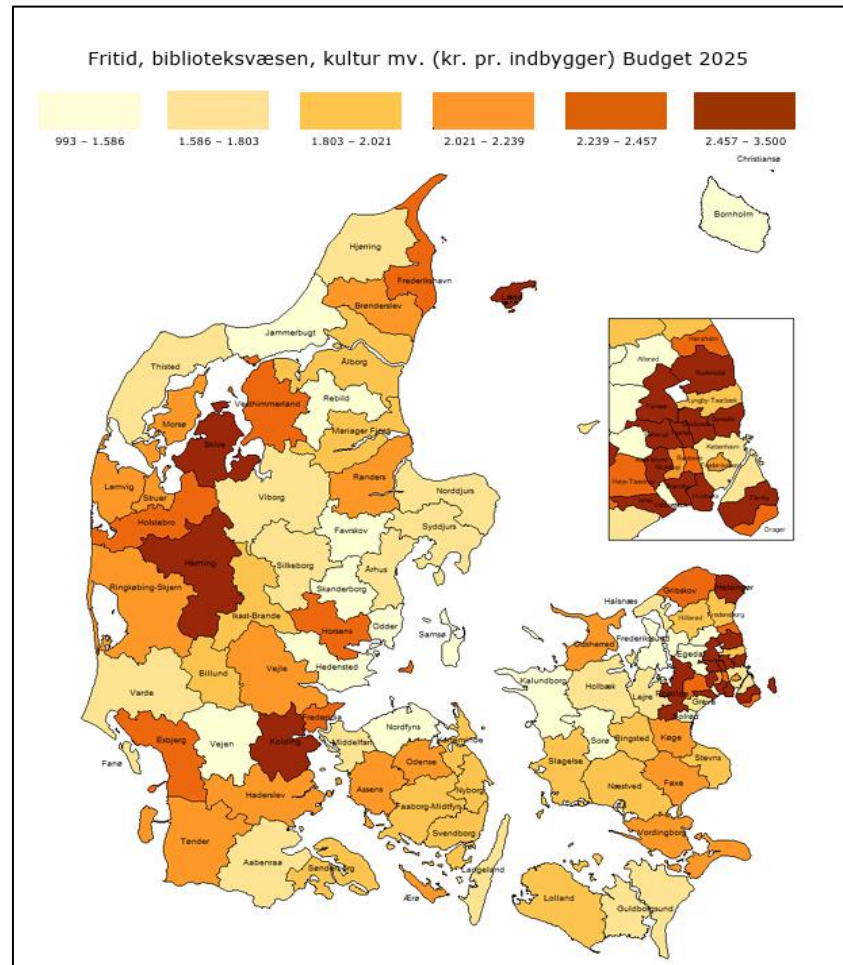 Fritid, biblioteksvæsen, kultur mv. (kr. pr. indbygger) Budget 2025
993 – 1.586
1.586 – 1.803
1.803 – 2.021
2.021 – 2.239
2.239 – 2.457
2.457 – 3.500
Christiansø
Bornholm
Hjørring
Frederikshavn
Brønderslev
Læsø
Jammerbugt
Ålborg
Thisted
Vesthimmerland
Rebild
Morsø
Mariager Fjord
Skive
Lemvig
Struer
Randers
Viborg
Norddjurs
Holstebro
Favrskov
Syddjurs
Herning
Silkeborg
Århus
Ringkøbing-Skjern
Skanderborg
Ikast-Brande
Horsens
Odder
Samsø
Hedensted
Billund
Vejle
Varde
Fredericia
Esbjerg
Vejen
Kolding
Nordfyns
Middelfart
Fanø
Odense
Haderslev
Assens
Nyborg
Faaborg-Midtfyn
Svendborg
Tønder
Aabenraa
Sønderborg
Langeland
Ærø
Allerød
Hørsholm
Rudersdal
Lyngby-Taarbæk
Furesø
København
Høje-Taastrup
Tårnby
Dragør
Halsnæs
Gribskov
Helsingør
Fredensborg
Hillerød
Frederikssund
Odsherred
Egedal
Kalundborg
Holbæk
Lejre
Roskilde
Greve
Solrød
Sorø
Ringsted
Køge
Slagelse
Stevns
Næstved
Faxe
Vordingborg
Lolland
Guldborgsund